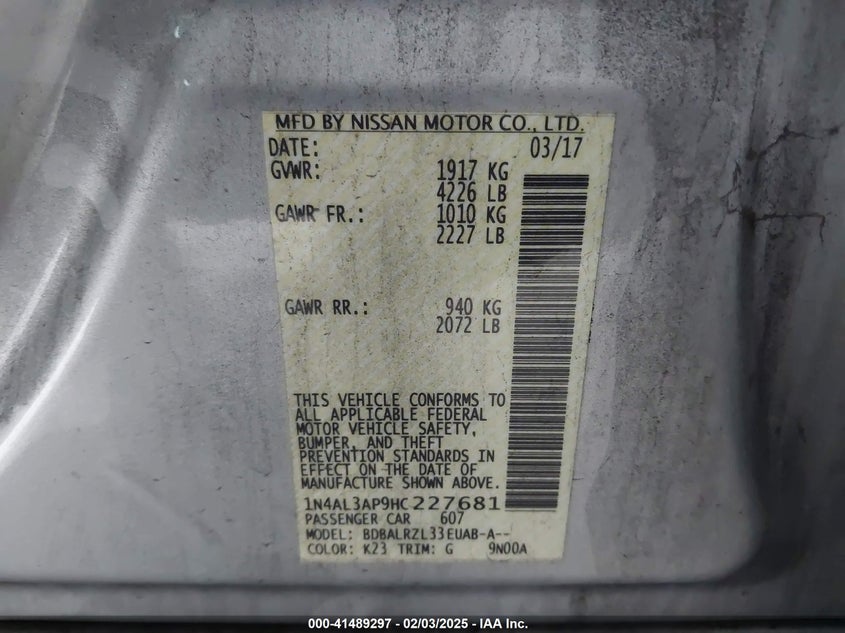 MFD BY NISSAN MOTOR CO., LTD.
DATE: 03/17
GVWR: 1917 KG
4226 LB
GAWR FR.: 1010 KG
2227 LB
GAWR RR.: 940 KG
2072 LB
THIS VEHICLE CONFORMS TO
ALL APPLICABLE FEDERAL
MOTOR VEHICLE SAFETY,
BUMPER, AND THEFT
PREVENTION STANDARDS IN
EFFECT ON THE DATE OF
MANUFACTURE SHOWN ABOVE.
1N4AL3AP9HC227681
PASSENGER CAR 607
MODEL: BDBALRZL33EUAB-A--
COLOR: K23 TRIM: G 9N00A
000-41489297 - 02/03/2025 - IAA Inc.